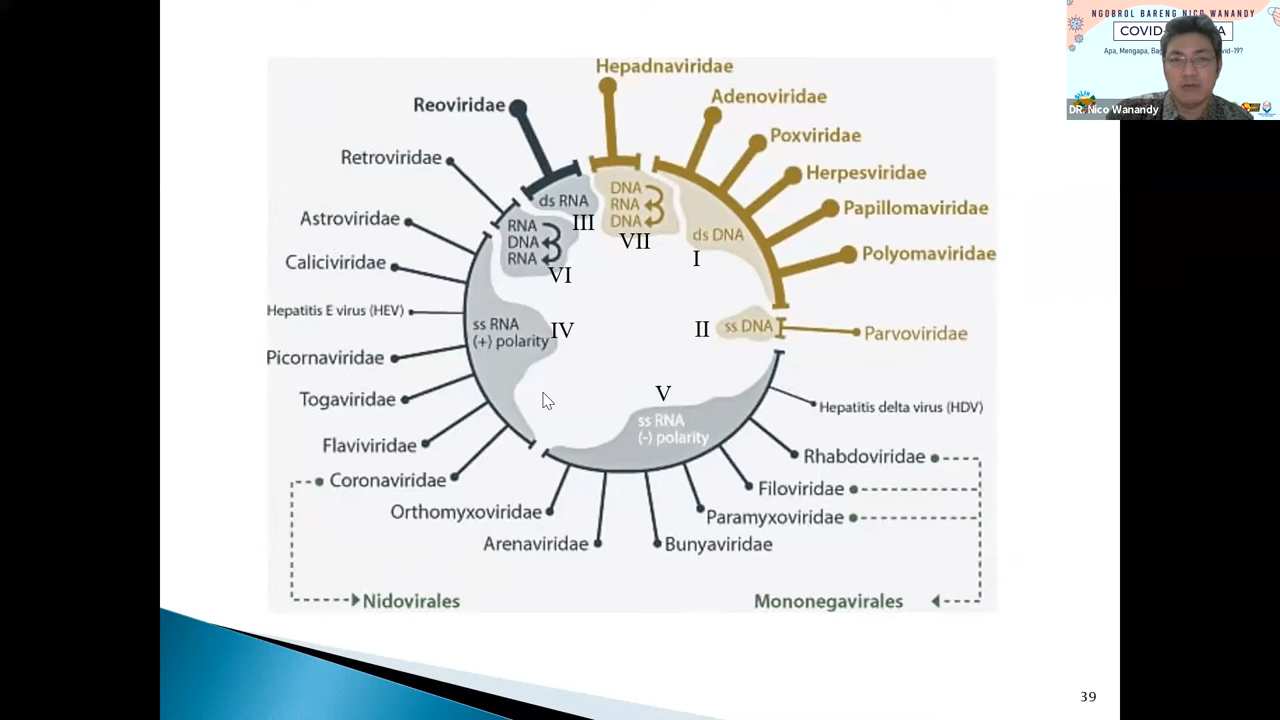 NGOBROL BARENG NICO WANANDY
COVID-
A
Apa, Mengapa, Ba
ovid-19?
DR. Nico Wanandy
Hepadnaviridae
Reoviridae
Adenoviridae
Poxviridae
Retroviridae
Herpesviridae
DNA
RNA
DNA
VII
ds RNA
III
Papillomaviridae
Astroviridae
RNA
DNA
RNA
VI
ds DNA
I
Polyomaviridae
Caliciviridae
Hepatitis E virus (HEV)
ss RNA
(+) polarity
IV
II
ss DNA
Parvoviridae
Picornaviridae
Togaviridae
V
ss RNA
(-) polarity
Hepatitis delta virus (HDV)
Flaviviridae
Rhabdoviridae
Coronaviridae
Filoviridae
Orthomyxoviridae
Paramyxoviridae
Arenaviridae
Bunyaviridae
Nidovirales
Mononegavirales
39